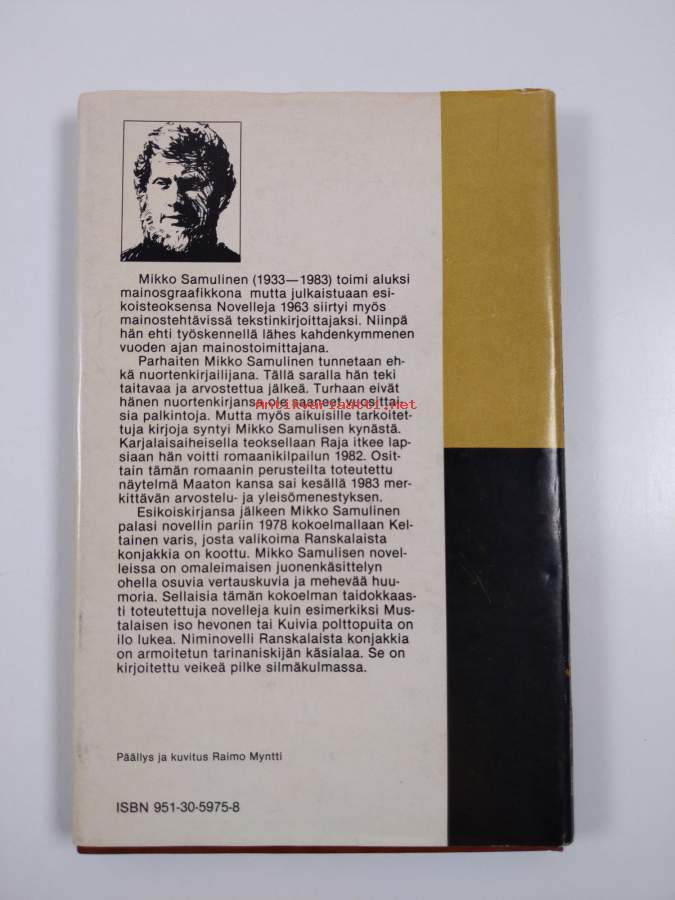 Mikko Samulinen (1933—1983) toimi aluksi
mainosgraafikkona mutta julkaistuaan esi-
koisteoksensa Novelleja 1963 siirtyi myös
mainostehtävissä tekstinkirjoittajaksi. Niinpä
hän ehti työskennellä lähes kahdenkymmenen
vuoden ajan mainostoimittajana.
Parhaiten Mikko Samulinen tunnetaan eh-
kä nuortenkirjailijana. Tällä saralla hän teki
taitavaa ja arvostettua jälkeä. Turhaan eivät
hänen nuortenkirjansa ole saaneet vuosittai-
sia palkintoja. Mutta myös aikuisille tarkoitet-
antikvariaatti.net
tuja kirjoja syntyi Mikko Samulisen kynästä.
Karjalaisaiheisella teoksellaan Raja itkee lap-
siaan hän voitti romaanikilpailun 1982. Osit-
tain tämän romaanin perusteilta toteutettu
näytelmä Maaton kansa sai kesällä 1983 mer-
kittävän arvostelu- ja yleisömenestyksen.
Esikoiskirjansa jälkeen Mikko Samulinen
palasi novellin pariin 1978 kokoelmallaan Kel-
tainen varis, josta valikoima Ranskalaista
konjakkia on koottu. Mikko Samulisen novel-
leissa on omaleimaisen juonenkäsittelyn
ohella osuvia vertauskuvia ja mehevää huu-
moria. Sellaisia tämän kokoelman taidokkaas-
ti toteutettuja novelleja kuin esimerkiksi Mus-
talaisen iso hevonen tai Kuivia polttopuita on
ilo lukea. Niminovelli Ranskalaista konjakkia
on armoitetun tarinaniskijän käsialaa. Se on
kirjoitettu veikeä pilke silmäkulmassa.
Päällys ja kuvitus Raimo Myntti
ISBN 951-30-5975-8